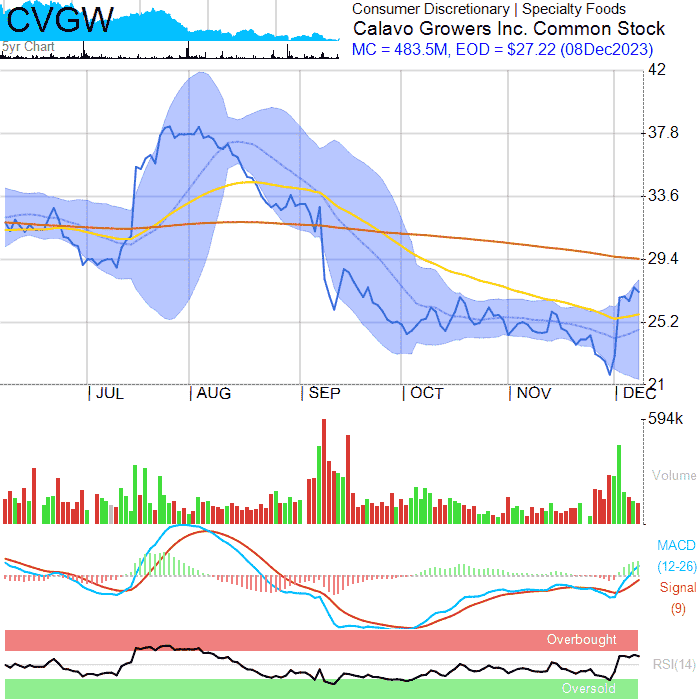 CVGW
5yr Chart
Consumer Discretionary | Specialty Foods
Calavo Growers Inc. Common Stock
MC = 483.5M, EOD = $27.22 (08Dec2023)
42
37.8
33.6
29.4
25.2
21
JUL
AUG
SEP
OCT
NOV
DEC
594k
Volume
MACD
(12-26)
Signal
(9)
Overbought
RSI(14)
Oversold